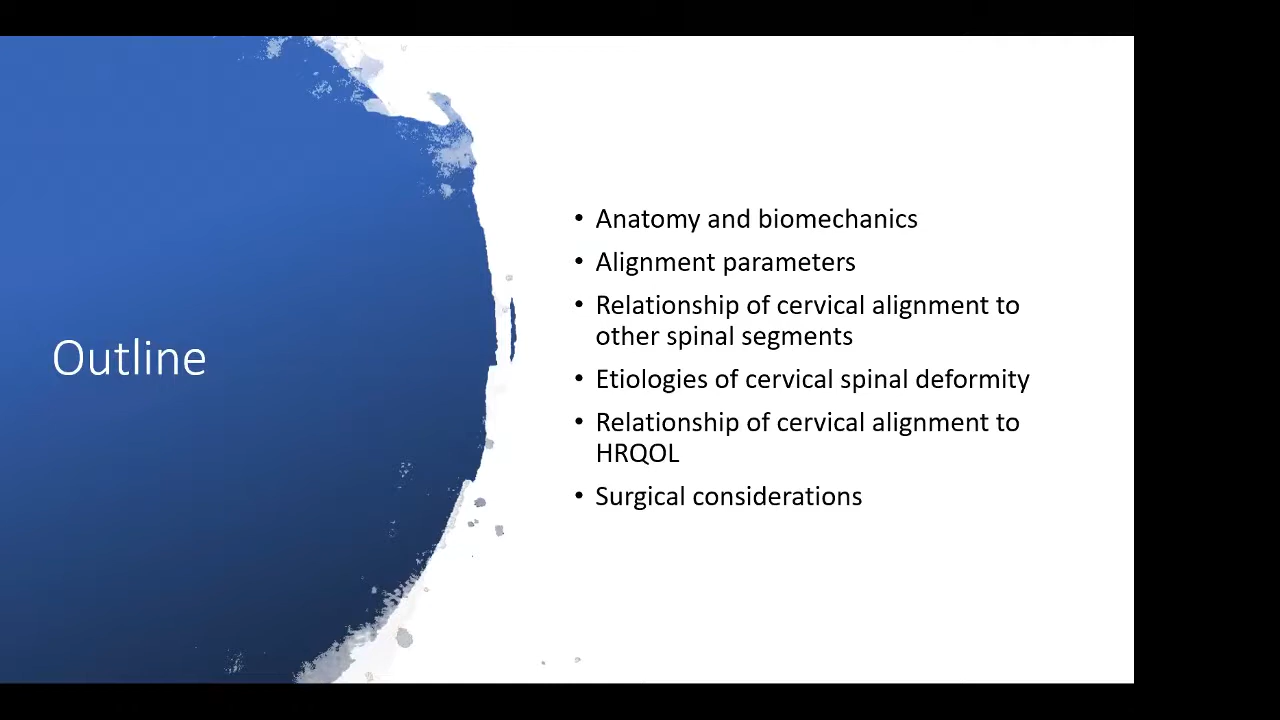 Outline
• Anatomy and biomechanics
• Alignment parameters
• Relationship of cervical alignment to
other spinal segments
• Etiologies of cervical spinal deformity
• Relationship of cervical alignment to
HRQOL
• Surgical considerations